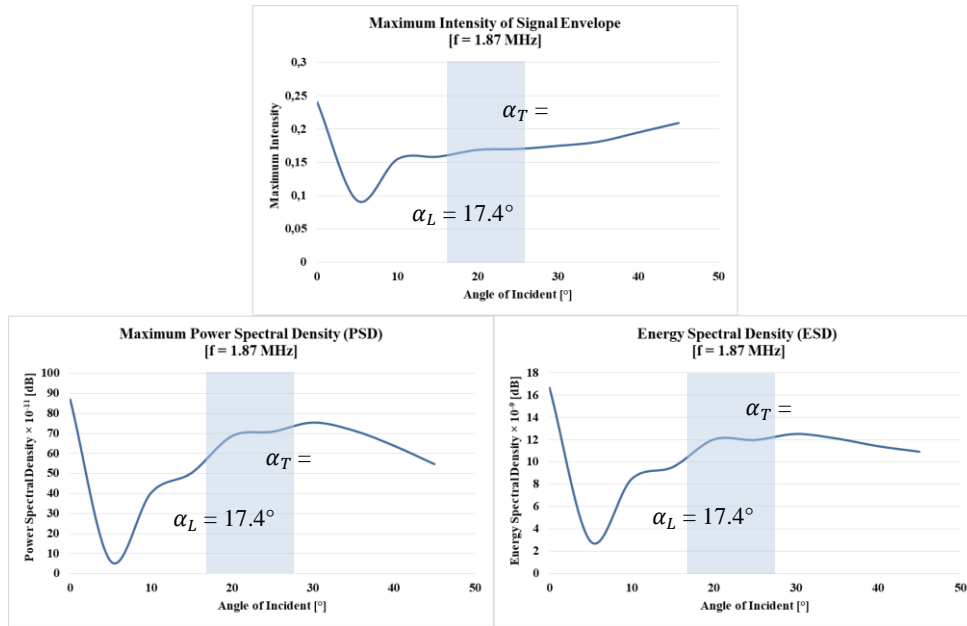 Maximum Intensity of Signal Envelope
[f = 1.87 MHz]
0,3
0,25
0,2
0,15
0,1
0,05
0
Maximum Intensity
α_T =
α_L = 17.4°
0 10 20 30 40 50
Angle of Incident [°]
Maximum Power Spectral Density (PSD)
[f = 1.87 MHz]
100
90
80
70
60
50
40
30
20
10
0
Power Spectral Density × 10⁻¹¹ [dB]
α_T =
α_L = 17.4°
0 10 20 30 40 50
Angle of Incident [°]
Energy Spectral Density (ESD)
[f = 1.87 MHz]
18
16
14
12
10
8
6
4
2
0
Energy Spectral Density × 10⁻⁹ [dB]
α_T =
α_L = 17.4°
0 10 20 30 40 50
Angle of Incident [°]